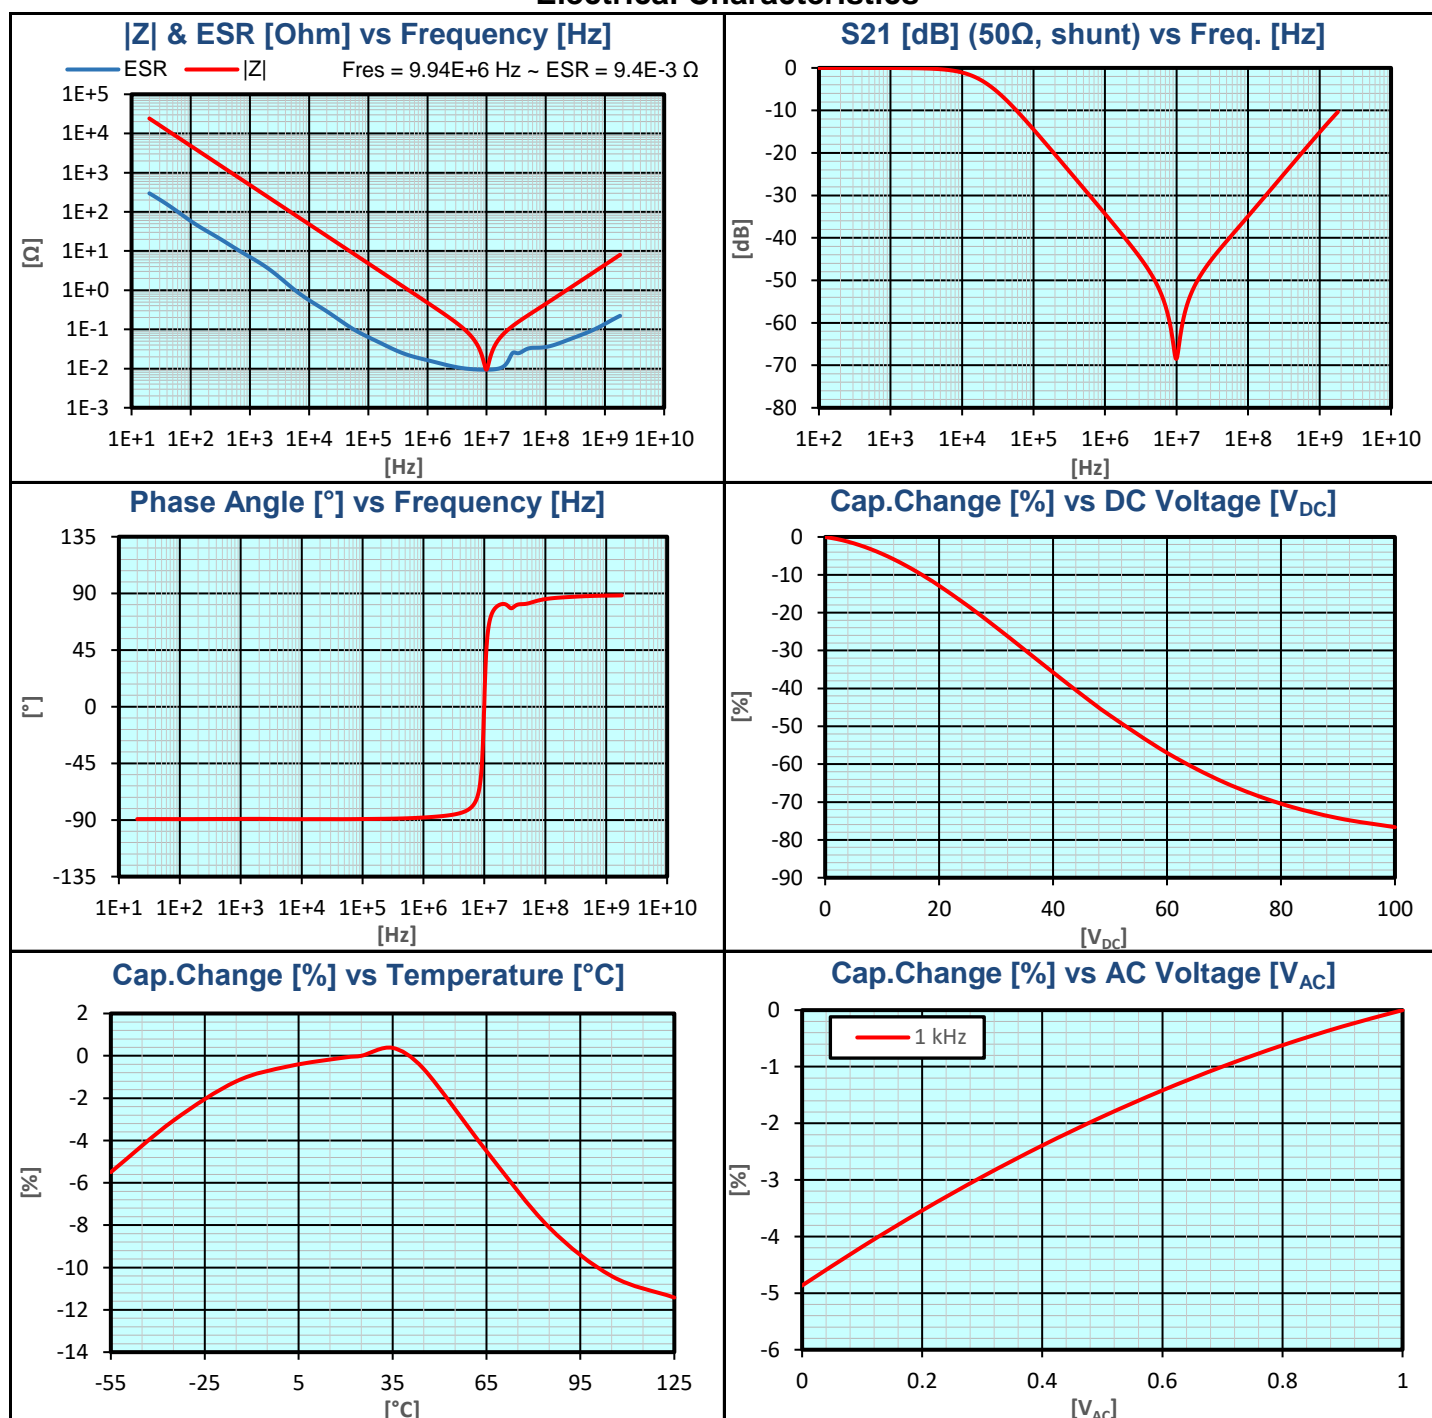 Electrical Characteristics
|Z| & ESR [Ohm] vs Frequency [Hz]
ESR |Z| Fres = 9.94E+6 Hz ~ ESR = 9.4E-3 Ω
1E+5
1E+4
1E+3
1E+2
1E+1
1E+0
1E-1
1E-2
1E-3
[Ω]
1E+1 1E+2 1E+3 1E+4 1E+5 1E+6 1E+7 1E+8 1E+9 1E+10
[Hz]
S21 [dB] (50Ω, shunt) vs Freq. [Hz]
0
-10
-20
-30
-40
-50
-60
-70
-80
[dB]
1E+2 1E+3 1E+4 1E+5 1E+6 1E+7 1E+8 1E+9 1E+10
[Hz]
Phase Angle [°] vs Frequency [Hz]
135
90
45
0
-45
-90
-135
[°]
1E+1 1E+2 1E+3 1E+4 1E+5 1E+6 1E+7 1E+8 1E+9 1E+10
[Hz]
Cap.Change [%] vs DC Voltage [V_DC]
0
-10
-20
-30
-40
-50
-60
-70
-80
-90
[%]
0 20 40 60 80 100
[V_DC]
Cap.Change [%] vs Temperature [°C]
2
0
-2
-4
-6
-8
-10
-12
-14
[%]
-55 -25 5 35 65 95 125
[°C]
Cap.Change [%] vs AC Voltage [V_AC]
1 kHz
0
-1
-2
-3
-4
-5
-6
[%]
0 0.2 0.4 0.6 0.8 1
[V_AC]